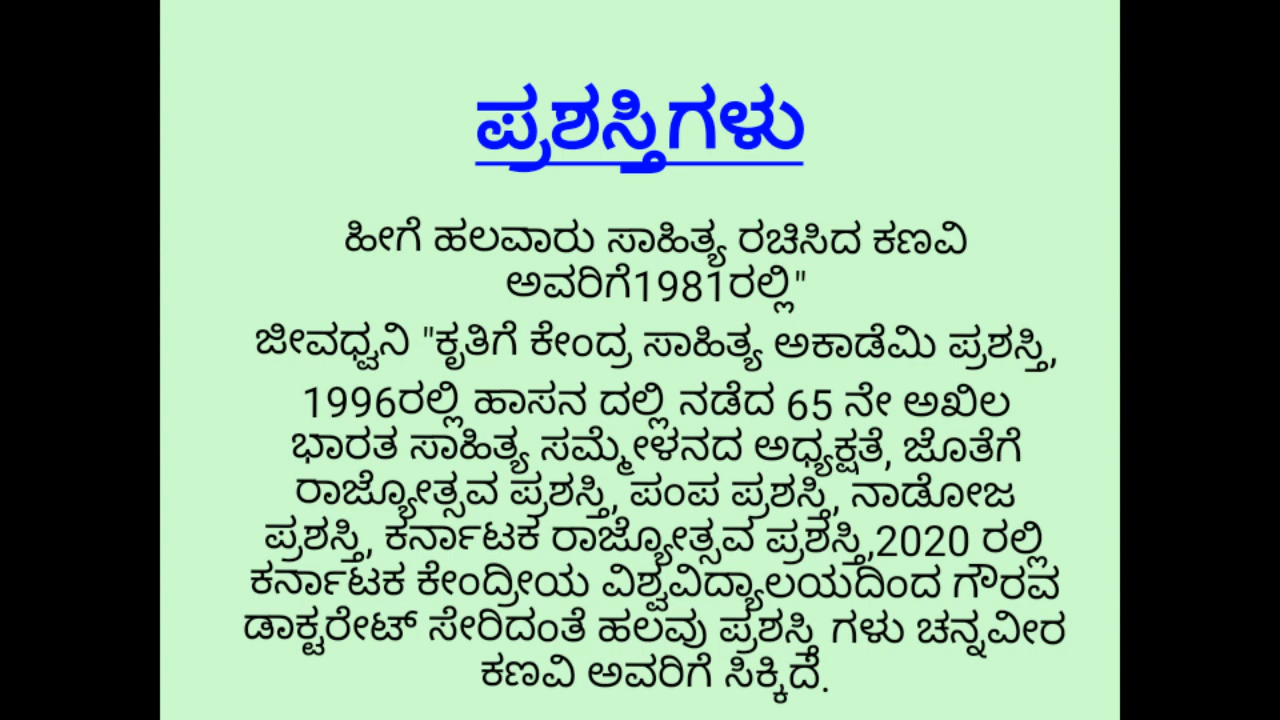 ಪ್ರಶಸ್ತಿಗಳು
ಹೀಗೆ ಹಲವಾರು ಸಾಹಿತ್ಯ ರಚಿಸಿದ ಕಣವಿ
ಅವರಿಗೆ1981ರಲ್ಲಿ"
ಜೀವಧ್ವನಿ "ಕೃತಿಗೆ ಕೇಂದ್ರ ಸಾಹಿತ್ಯ ಅಕಾಡೆಮಿ ಪ್ರಶಸ್ತಿ,
1996ರಲ್ಲಿ ಹಾಸನ ದಲ್ಲಿ ನಡೆದ 65 ನೇ ಅಖಿಲ
ಭಾರತ ಸಾಹಿತ್ಯ ಸಮ್ಮೇಳನದ ಅಧ್ಯಕ್ಷತೆ, ಜೊತೆಗೆ
ರಾಜ್ಯೋತ್ಸವ ಪ್ರಶಸ್ತಿ, ಪಂಪ ಪ್ರಶಸ್ತಿ, ನಾಡೋಜ
ಪ್ರಶಸ್ತಿ, ಕರ್ನಾಟಕ ರಾಜ್ಯೋತ್ಸವ ಪ್ರಶಸ್ತಿ,2020 ರಲ್ಲಿ
ಕರ್ನಾಟಕ ಕೇಂದ್ರೀಯ ವಿಶ್ವವಿದ್ಯಾಲಯದಿಂದ ಗೌರವ
ಡಾಕ್ಟರೇಟ್ ಸೇರಿದಂತೆ ಹಲವು ಪ್ರಶಸ್ತಿ ಗಳು ಚನ್ನವೀರ
ಕಣವಿ ಅವರಿಗೆ ಸಿಕ್ಕಿದೆ.